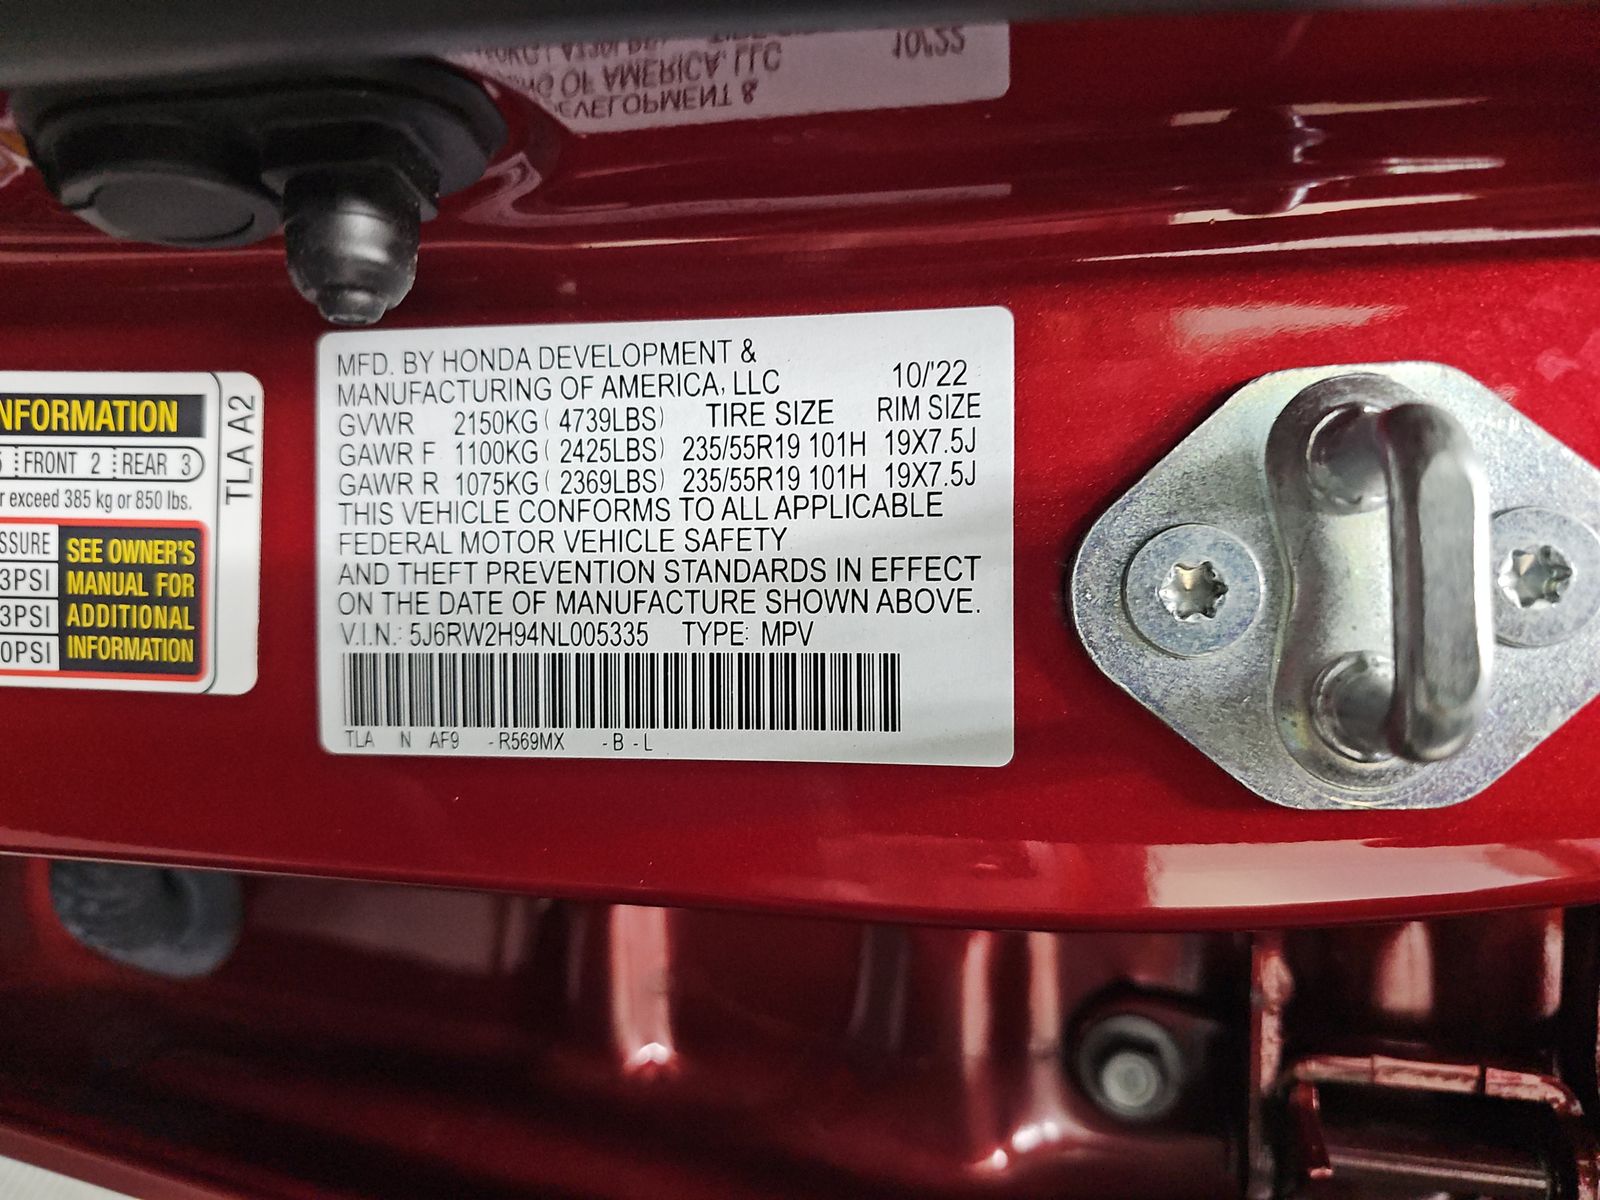 MFD. BY HONDA DEVELOPMENT &
MANUFACTURING OF AMERICA, LLC 10/'22
GVWR 2150KG ( 4739LBS) TIRE SIZE RIM SIZE
GAWR F 1100KG ( 2425LBS) 235/55R19 101H 19X7.5J
GAWR R 1075KG ( 2369LBS) 235/55R19 101H 19X7.5J
THIS VEHICLE CONFORMS TO ALL APPLICABLE
FEDERAL MOTOR VEHICLE SAFETY
AND THEFT PREVENTION STANDARDS IN EFFECT
ON THE DATE OF MANUFACTURE SHOWN ABOVE.
V.I.N.: 5J6RW2H94NL005335 TYPE: MPV
TLA N AF9 -R569MX -B -L
NFORMATION
5 FRONT 2 REAR 3
r exceed 385 kg or 850 lbs.
SSURE
3PSI
3PSI
0PSI
SEE OWNER'S
MANUAL FOR
ADDITIONAL
INFORMATION
TLA A2